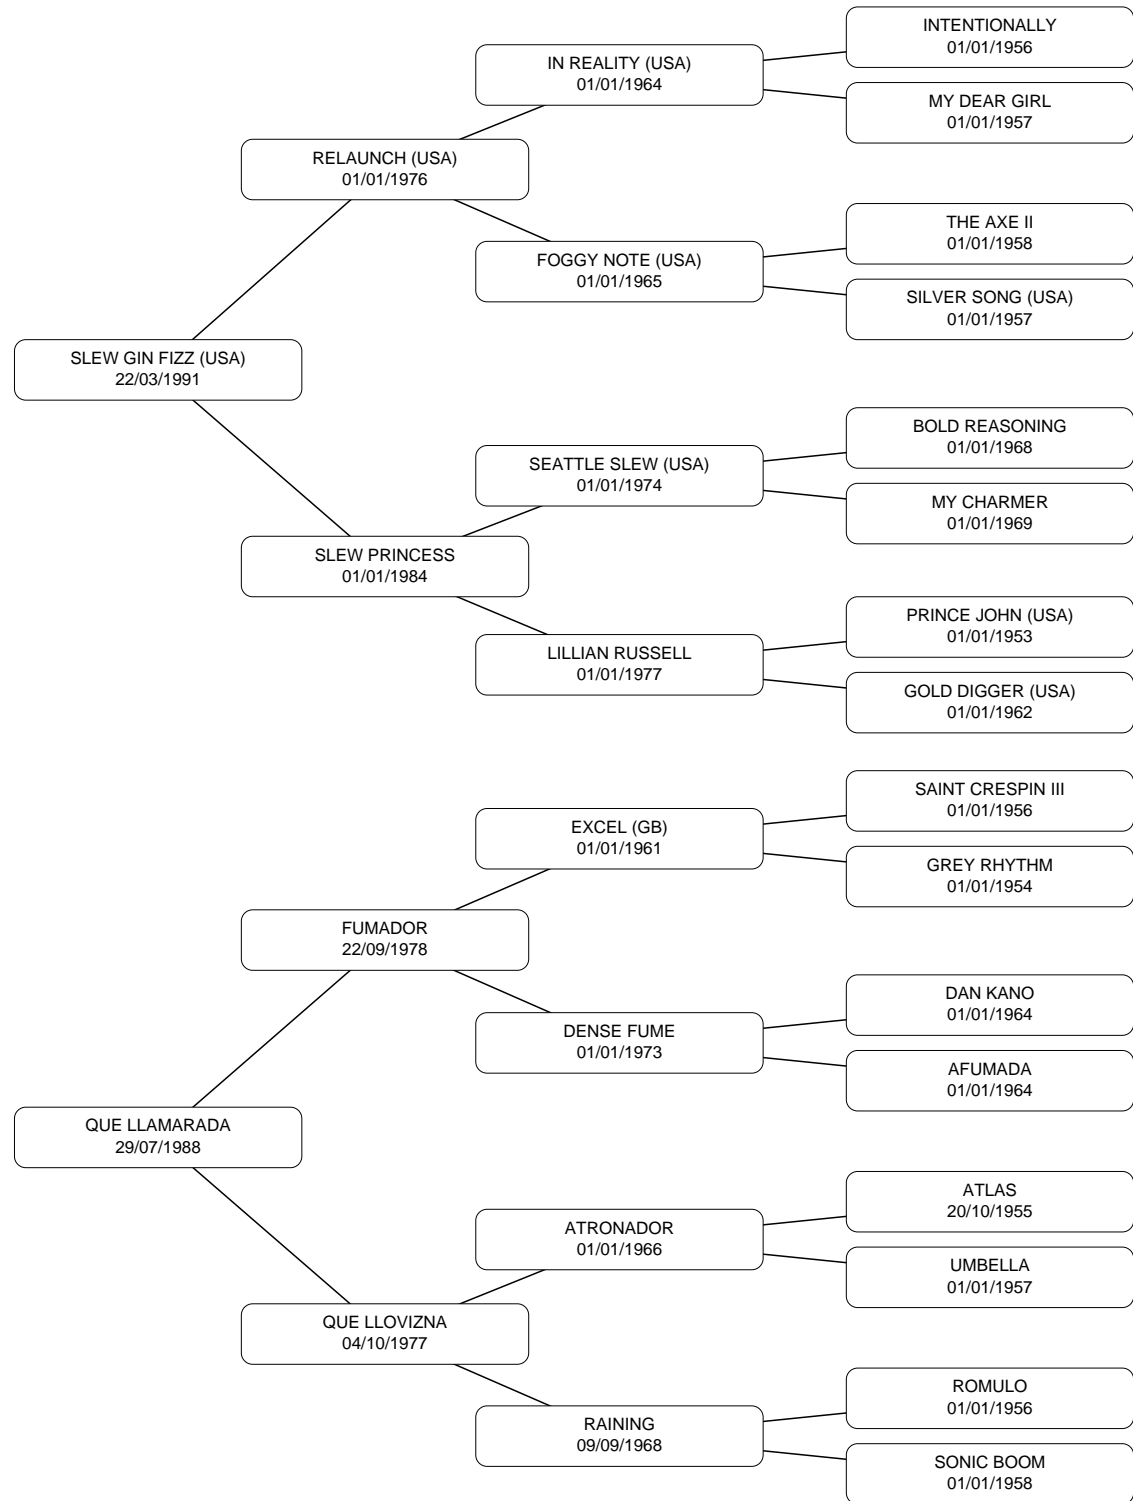 INTENTIONALLY
01/01/1956
IN REALITY (USA)
01/01/1964
MY DEAR GIRL
01/01/1957
RELAUNCH (USA)
01/01/1976
THE AXE II
01/01/1958
FOGGY NOTE (USA)
01/01/1965
SILVER SONG (USA)
01/01/1957
SLEW GIN FIZZ (USA)
22/03/1991
BOLD REASONING
01/01/1968
SEATTLE SLEW (USA)
01/01/1974
MY CHARMER
01/01/1969
SLEW PRINCESS
01/01/1984
PRINCE JOHN (USA)
01/01/1953
LILLIAN RUSSELL
01/01/1977
GOLD DIGGER (USA)
01/01/1962
SAINT CRESPIN III
01/01/1956
EXCEL (GB)
01/01/1961
GREY RHYTHM
01/01/1954
FUMADOR
22/09/1978
DAN KANO
01/01/1964
DENSE FUME
01/01/1973
AFUMADA
01/01/1964
QUE LLAMARADA
29/07/1988
ATLAS
20/10/1955
ATRONADOR
01/01/1966
UMBELLA
01/01/1957
QUE LLOVIZNA
04/10/1977
ROMULO
01/01/1956
RAINING
09/09/1968
SONIC BOOM
01/01/1958